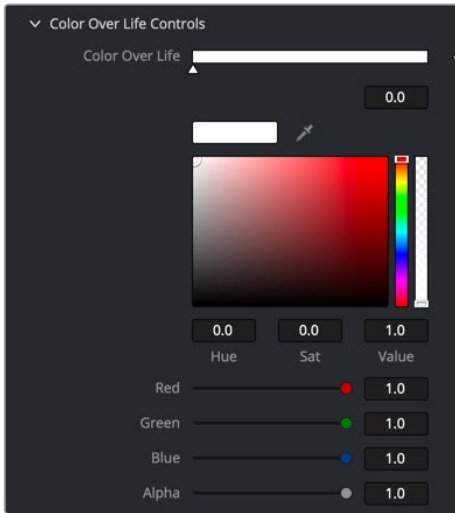 Color Over Life Controls
Color Over Life
0.0
0.0 0.0 1.0
Hue Sat Value
Red 1.0
Green 1.0
Blue 1.0
Alpha 1.0